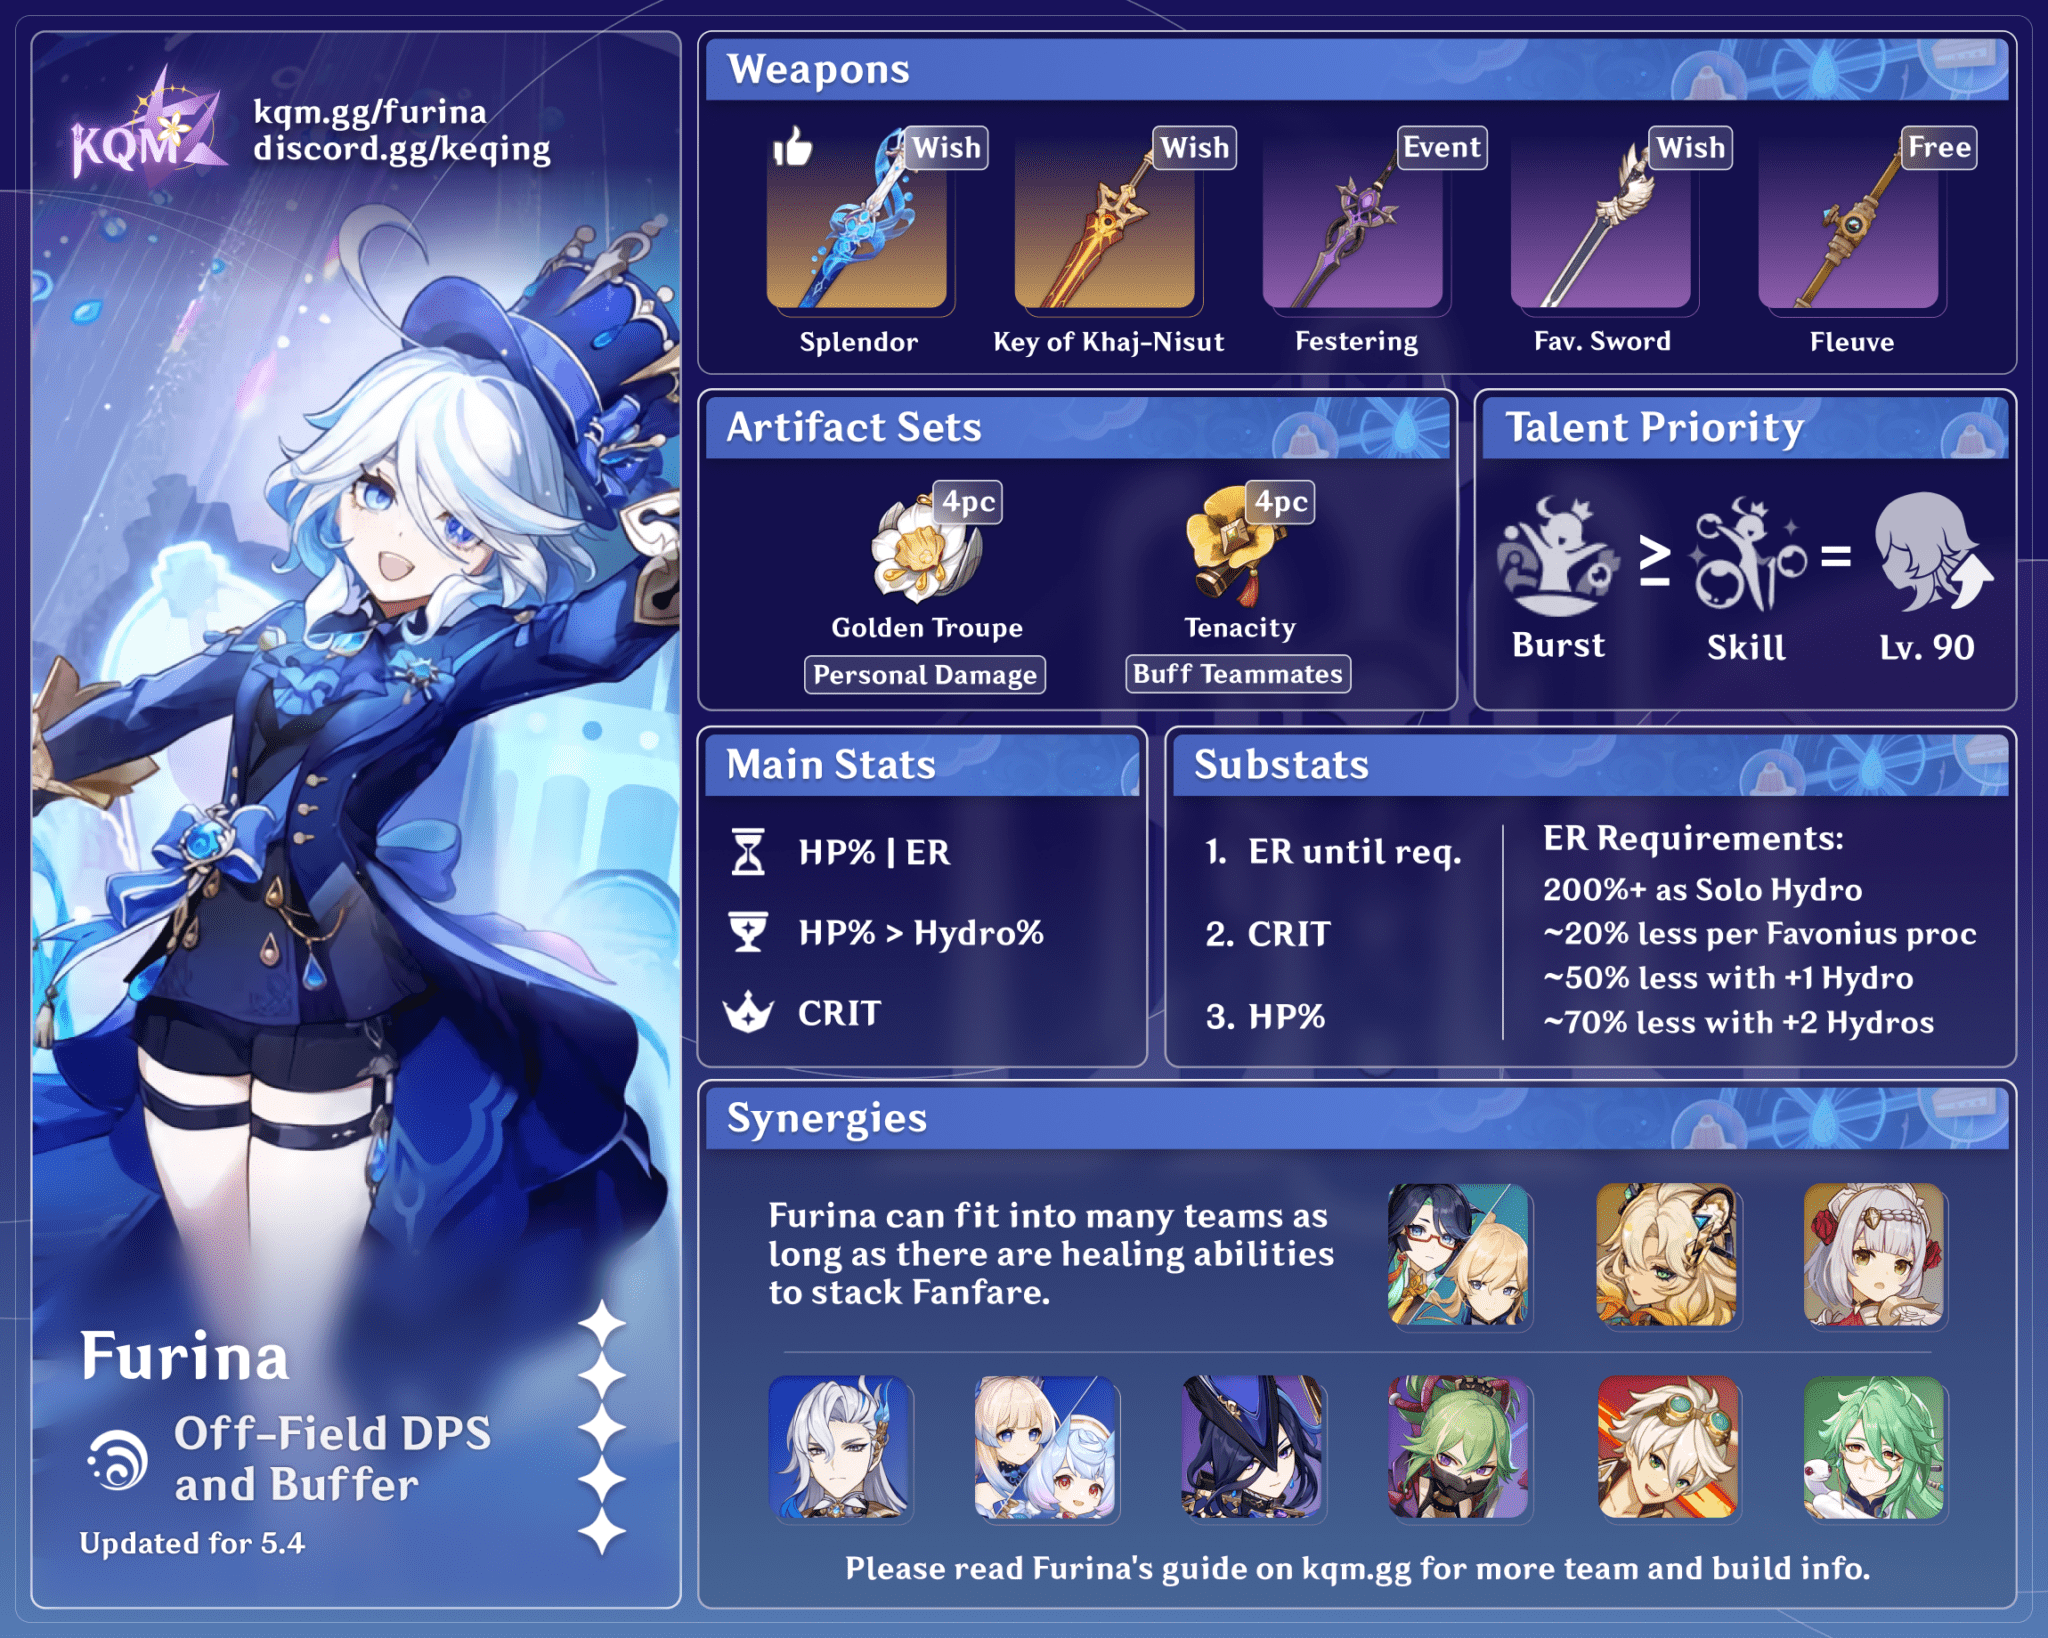 KQM
kqm.gg/furina
discord.gg/keqing
Furina
Off-Field DPS
and Buffer
Updated for 5.4
Weapons
Wish
Wish
Event
Wish
Free
Splendor
Key of Khaj-Nisut
Festering
Fav. Sword
Fleuve
Artifact Sets
4pc
4pc
Golden Troupe
Tenacity
Personal Damage
Buff Teammates
Talent Priority
≥
=
Burst
Skill
Lv. 90
Main Stats
HP% | ER
HP% > Hydro%
CRIT
Substats
1. ER until req.
2. CRIT
3. HP%
ER Requirements:
200%+ as Solo Hydro
~20% less per Favonius proc
~50% less with +1 Hydro
~70% less with +2 Hydros
Synergies
Furina can fit into many teams as
long as there are healing abilities
to stack Fanfare.
Please read Furina's guide on kqm.gg for more team and build info.